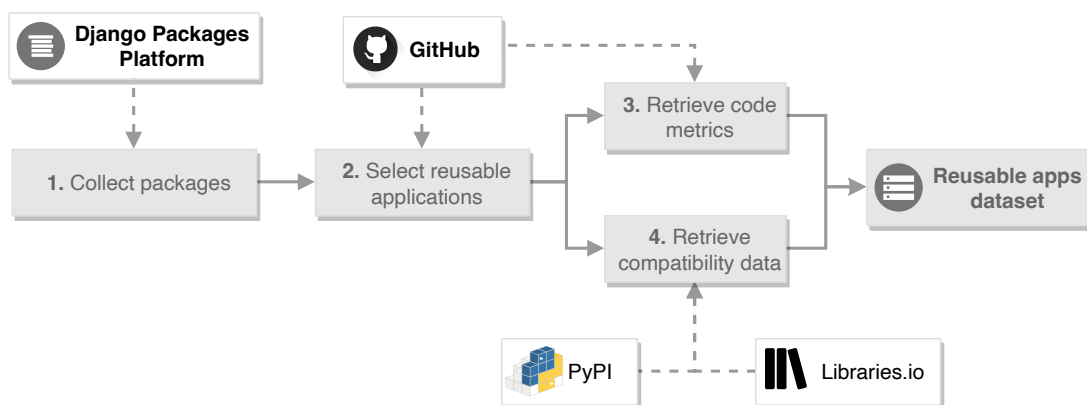 Django Packages
Platform
GitHub
1. Collect packages
2. Select reusable
applications
3. Retrieve code
metrics
4. Retrieve
compatibility data
Reusable apps
dataset
PyPI
Libraries.io